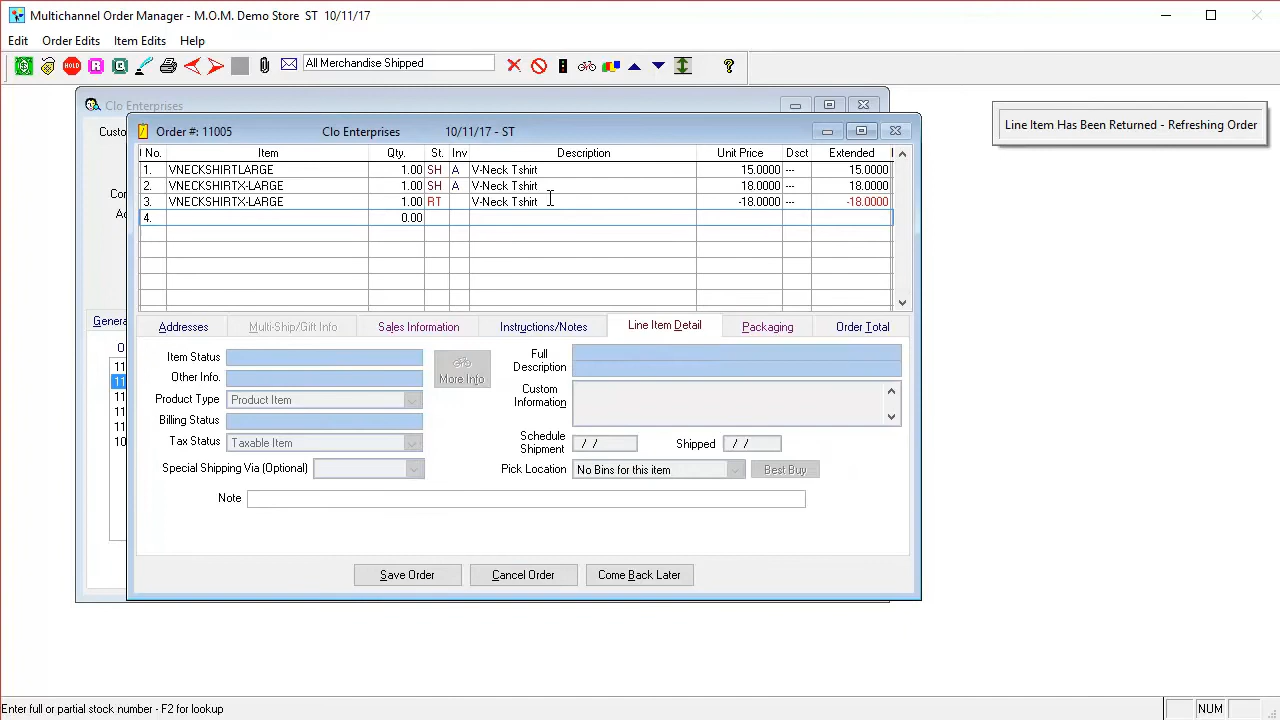 Multichannel Order Manager - M.O.M. Demo Store ST 10/11/17
Edit Order Edits Item Edits Help
HOLD R All Merchandise Shipped ?
Clo Enterprises
Line Item Has Been Returned - Refreshing Order
Order #: 11005 Clo Enterprises 10/11/17 - ST
No. Item Qty. St. Inv Description Unit Price Dsct Extended
1. VNECKSHIRTLARGE 1.00 SH A V-Neck Tshirt 15.0000 --- 15.0000
2. VNECKSHIRTX-LARGE 1.00 SH A V-Neck Tshirt 18.0000 --- 18.0000
3. VNECKSHIRTX-LARGE 1.00 RT V-Neck Tshirt -18.0000 --- -18.0000
4. 0.00
Genera
Addresses Multi-Ship/Gift Info Sales Information Instructions/Notes Line Item Detail Packaging Order Total
Item Status
Other Info.
Product Type Product Item
Billing Status
Tax Status Taxable Item
Special Shipping Via (Optional)
More Info
Full Description
Custom Information
Schedule Shipment / / Shipped / /
Pick Location No Bins for this item Best Buy
Note
Save Order Cancel Order Come Back Later
Enter full or partial stock number - F2 for lookup NUM